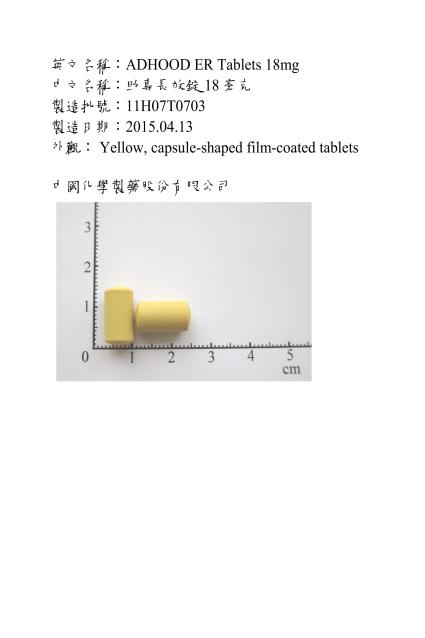 英文名稱：ADHOOD ER Tablets 18mg
中文名稱：思有長效錠18毫克
製造批號：11H07T0703
製造日期：2015.04.13
外觀： Yellow, capsule-shaped film-coated tablets
中國化學製藥股份有限公司
3
2
1
0 1 2 3 4 5
cm